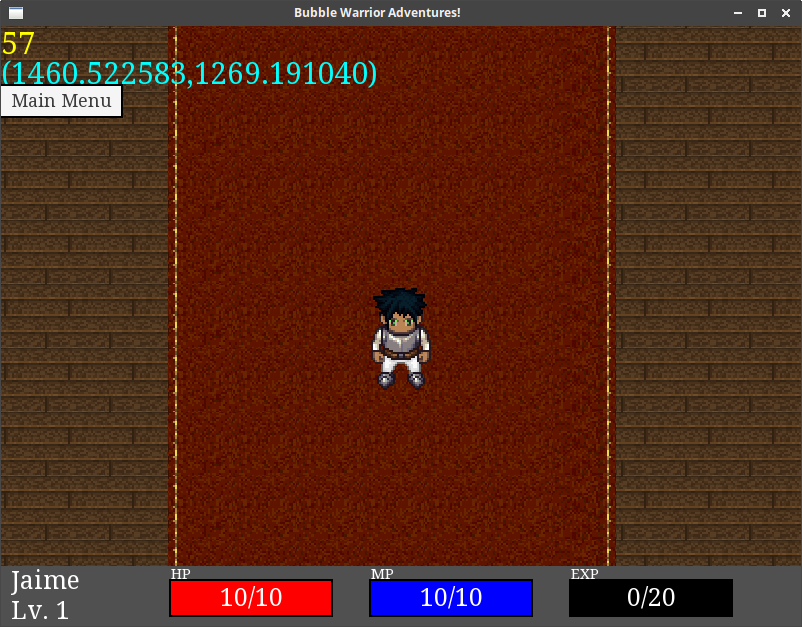 Bubble Warrior Adventures!
57
(1460.522583,1269.191040)
Main Menu
Jaime
Lv. 1
HP
10/10
MP
10/10
EXP
0/20